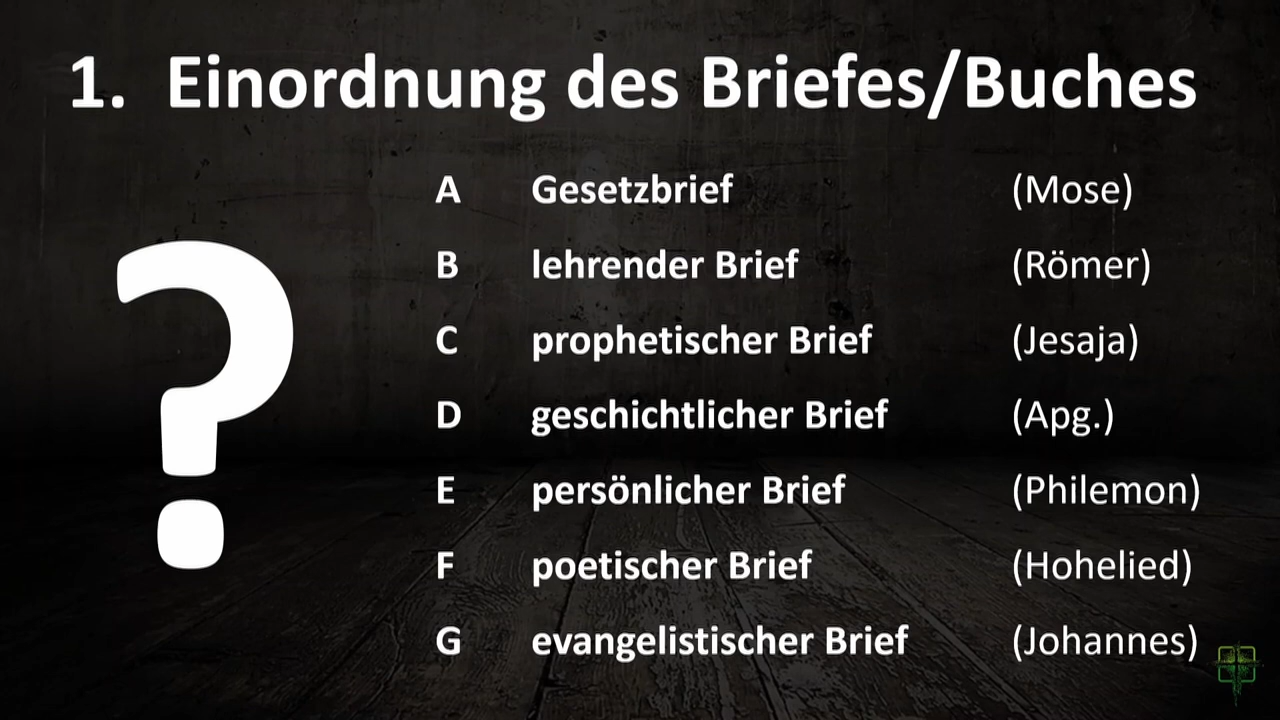 1. Einordnung des Briefes/Buches
A Gesetzbrief (Mose)
B lehrender Brief (Römer)
C prophetischer Brief (Jesaja)
D geschichtlicher Brief (Apg.)
E persönlicher Brief (Philemon)
F poetischer Brief (Hohelied)
G evangelistischer Brief (Johannes)
?